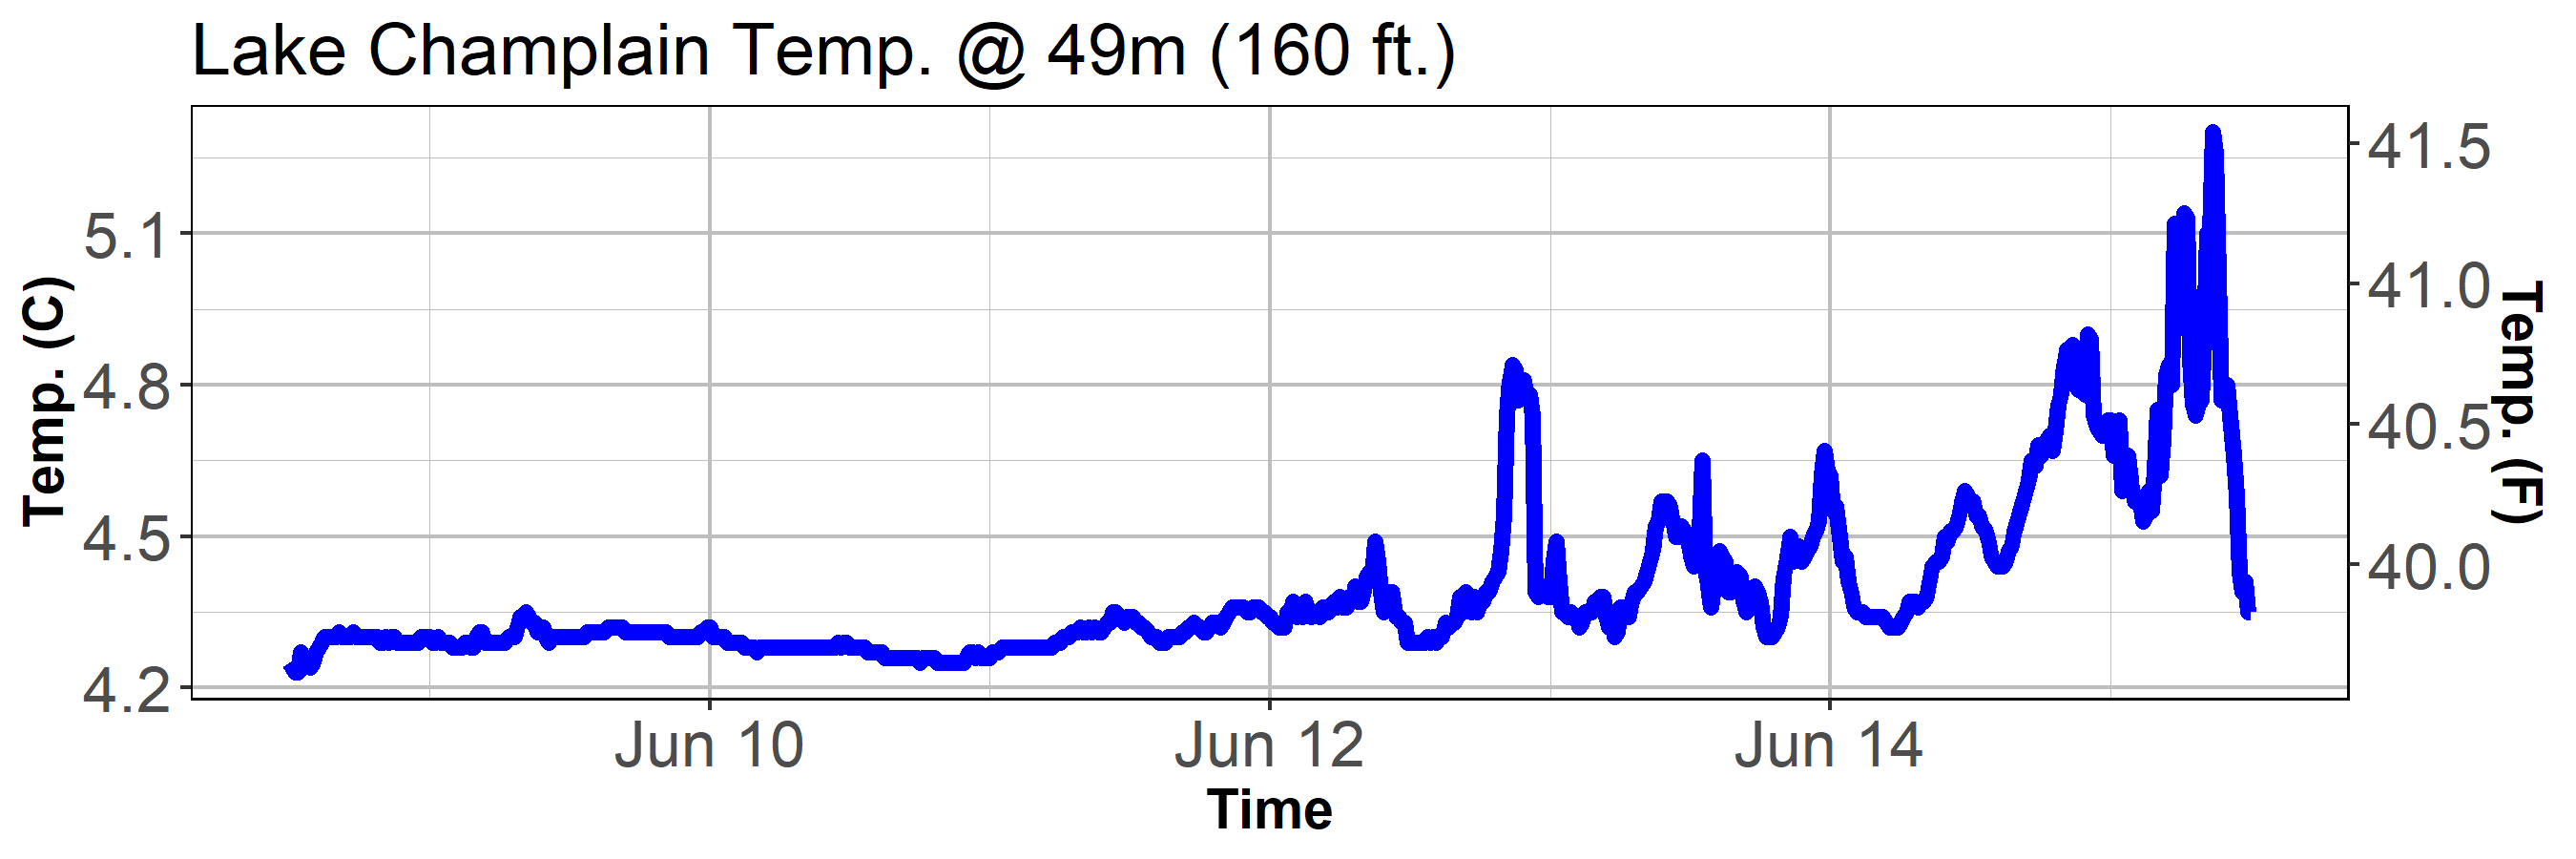 Lake Champlain Temp. @ 49m (160 ft.)
Temp. (C)
5.1
4.8
4.5
4.2
41.5
41.0
40.5
40.0
Temp. (F)
Jun 10
Jun 12
Jun 14
Time